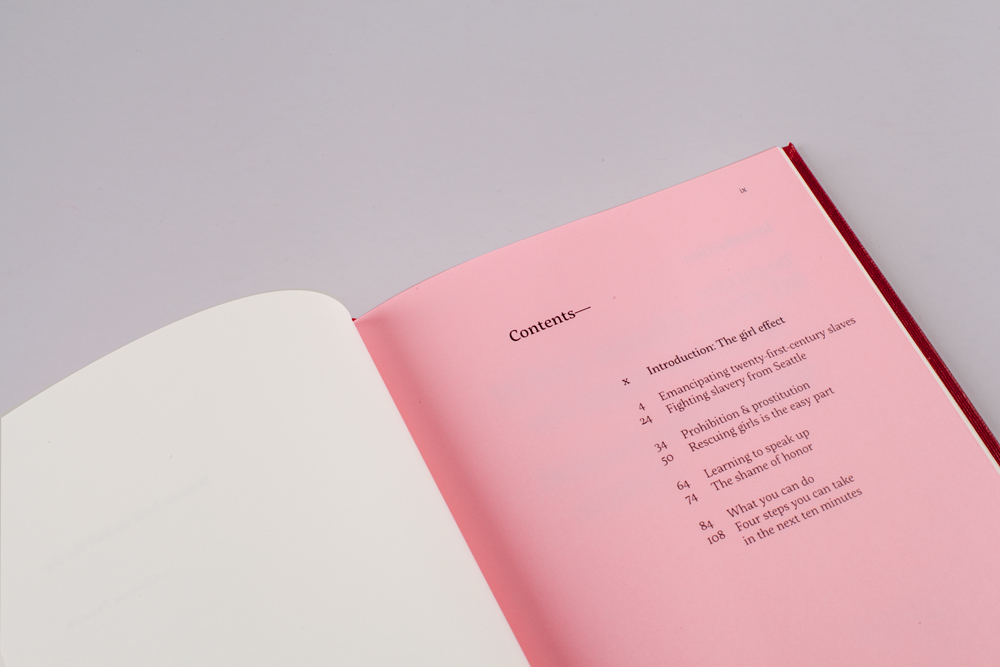 ix
Contents—
x Introduction: The girl effect
4 Emancipating twenty-first-century slaves
24 Fighting slavery from Seattle
34 Prohibition & prostitution
50 Rescuing girls is the easy part
64 Learning to speak up
74 The shame of honor
84 What you can do
108 Four steps you can take
in the next ten minutes